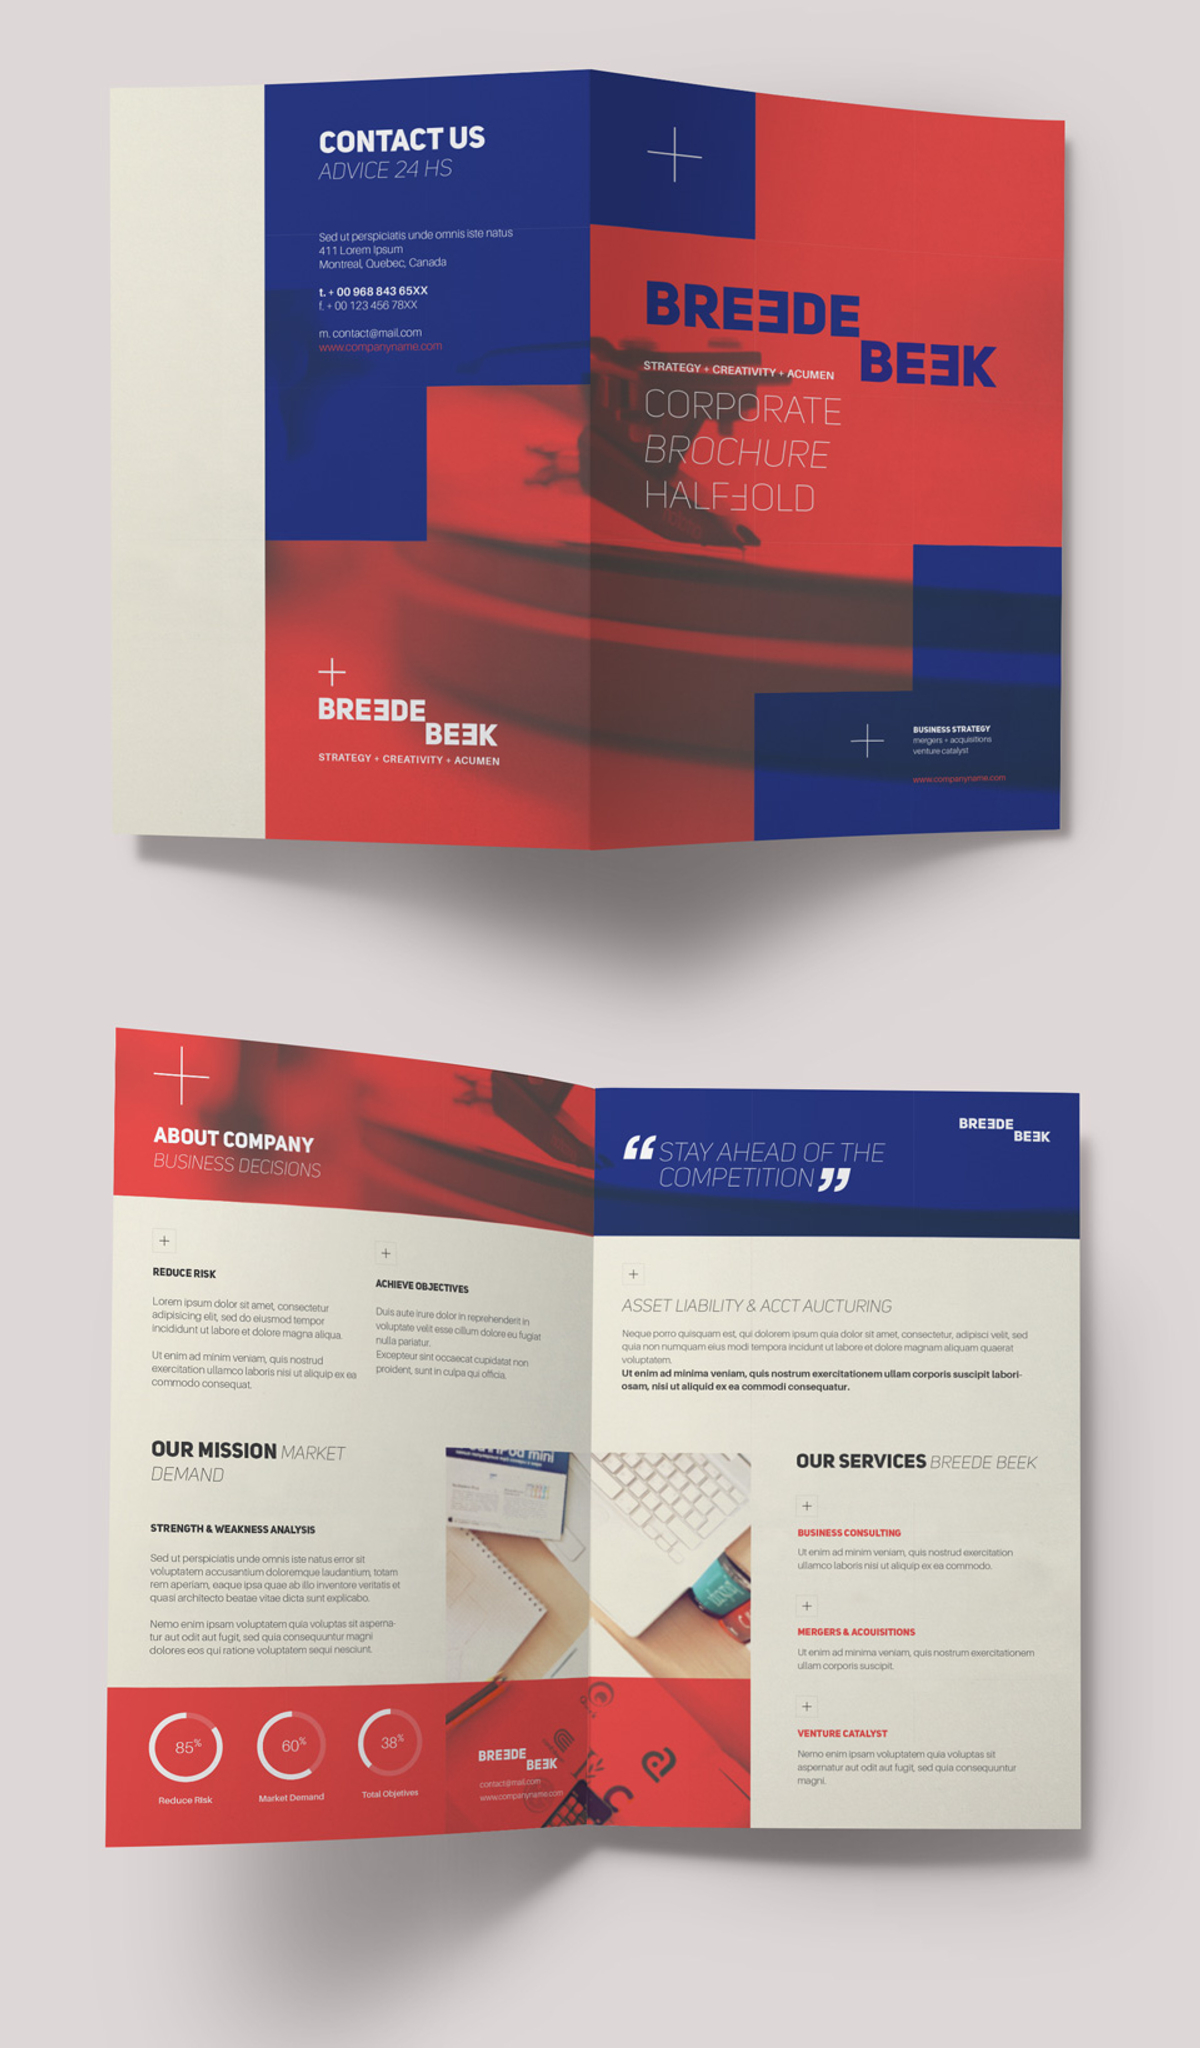 CONTACT US
ADVICE 24 HS
Sed ut perspiciatis unde omnis iste natus
411 Lorem Ipsum
Montreal, Quebec, Canada
t. + 00 968 843 65XX
f. + 00 123 456 78XX
m. contact@mail.com
www.companyname.com
BREƎDE
BEƎK
STRATEGY + CREATIVITY + ACUMEN
BREƎDE
BEƎK
STRATEGY + CREATIVITY + ACUMEN
CORPORATE
BROCHURE
HALFFOLD
BUSINESS STRATEGY
mergers + acquisitions
venture catalyst
www.companyname.com
ABOUT COMPANY
BUSINESS DECISIONS
REDUCE RISK
Lorem ipsum dolor sit amet, consectetur
adipisicing elit, sed do eiusmod tempor
incididunt ut labore et dolore magna aliqua.
Ut enim ad minim veniam, quis nostrud
exercitation ullamco laboris nisi ut aliquip ex ea
commodo consequat.
ACHIEVE OBJECTIVES
Duis aute irure dolor in reprehenderit in
voluptate velit esse cillum dolore eu fugiat
nulla pariatur.
Excepteur sint occaecat cupidatat non
proident, sunt in culpa qui officia.
OUR MISSION MARKET
DEMAND
STRENGTH & WEAKNESS ANALYSIS
Sed ut perspiciatis unde omnis iste natus error sit
voluptatem accusantium doloremque laudantium, totam
rem aperiam, eaque ipsa quae ab illo inventore veritatis et
quasi architecto beatae vitae dicta sunt explicabo.
Nemo enim ipsam voluptatem quia voluptas sit asperna-
tur aut odit aut fugit, sed quia consequuntur magni
dolores eos qui ratione voluptatem sequi nesciunt.
85%
Reduce Risk
60%
Market Demand
38%
Total Objetives
BREƎDE
BEƎK
contact@mail.com
www.companyname.com
“STAY AHEAD OF THE
COMPETITION”
BREƎDE
BEƎK
ASSET LIABILITY & ACCT AUCTURING
Neque porro quisquam est, qui dolorem ipsum quia dolor sit amet, consectetur, adipisci velit, sed
quia non numquam eius modi tempora incidunt ut labore et dolore magnam aliquam quaerat
voluptatem.
Ut enim ad minima veniam, quis nostrum exercitationem ullam corporis suscipit labori-
osam, nisi ut aliquid ex ea commodi consequatur.
OUR SERVICES BREEDE BEEK
BUSINESS CONSULTING
Ut enim ad minim veniam, quis nostrud exercitation
ullamco laboris nisi ut aliquip ex ea commodo.
MERGERS & ACOUISITIONS
Ut enim ad minima veniam, quis nostrum exercitationem
ullam corporis suscipit.
VENTURE CATALYST
Nemo enim ipsam voluptatem quia voluptas sit
aspernatur aut odit aut fugit, sed quia consequuntur
magni.